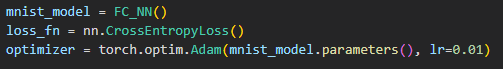 mnist_model = FC_NN()
loss_fn = nn.CrossEntropyLoss()
optimizer = torch.optim.Adam(mnist_model.parameters(), lr=0.01)